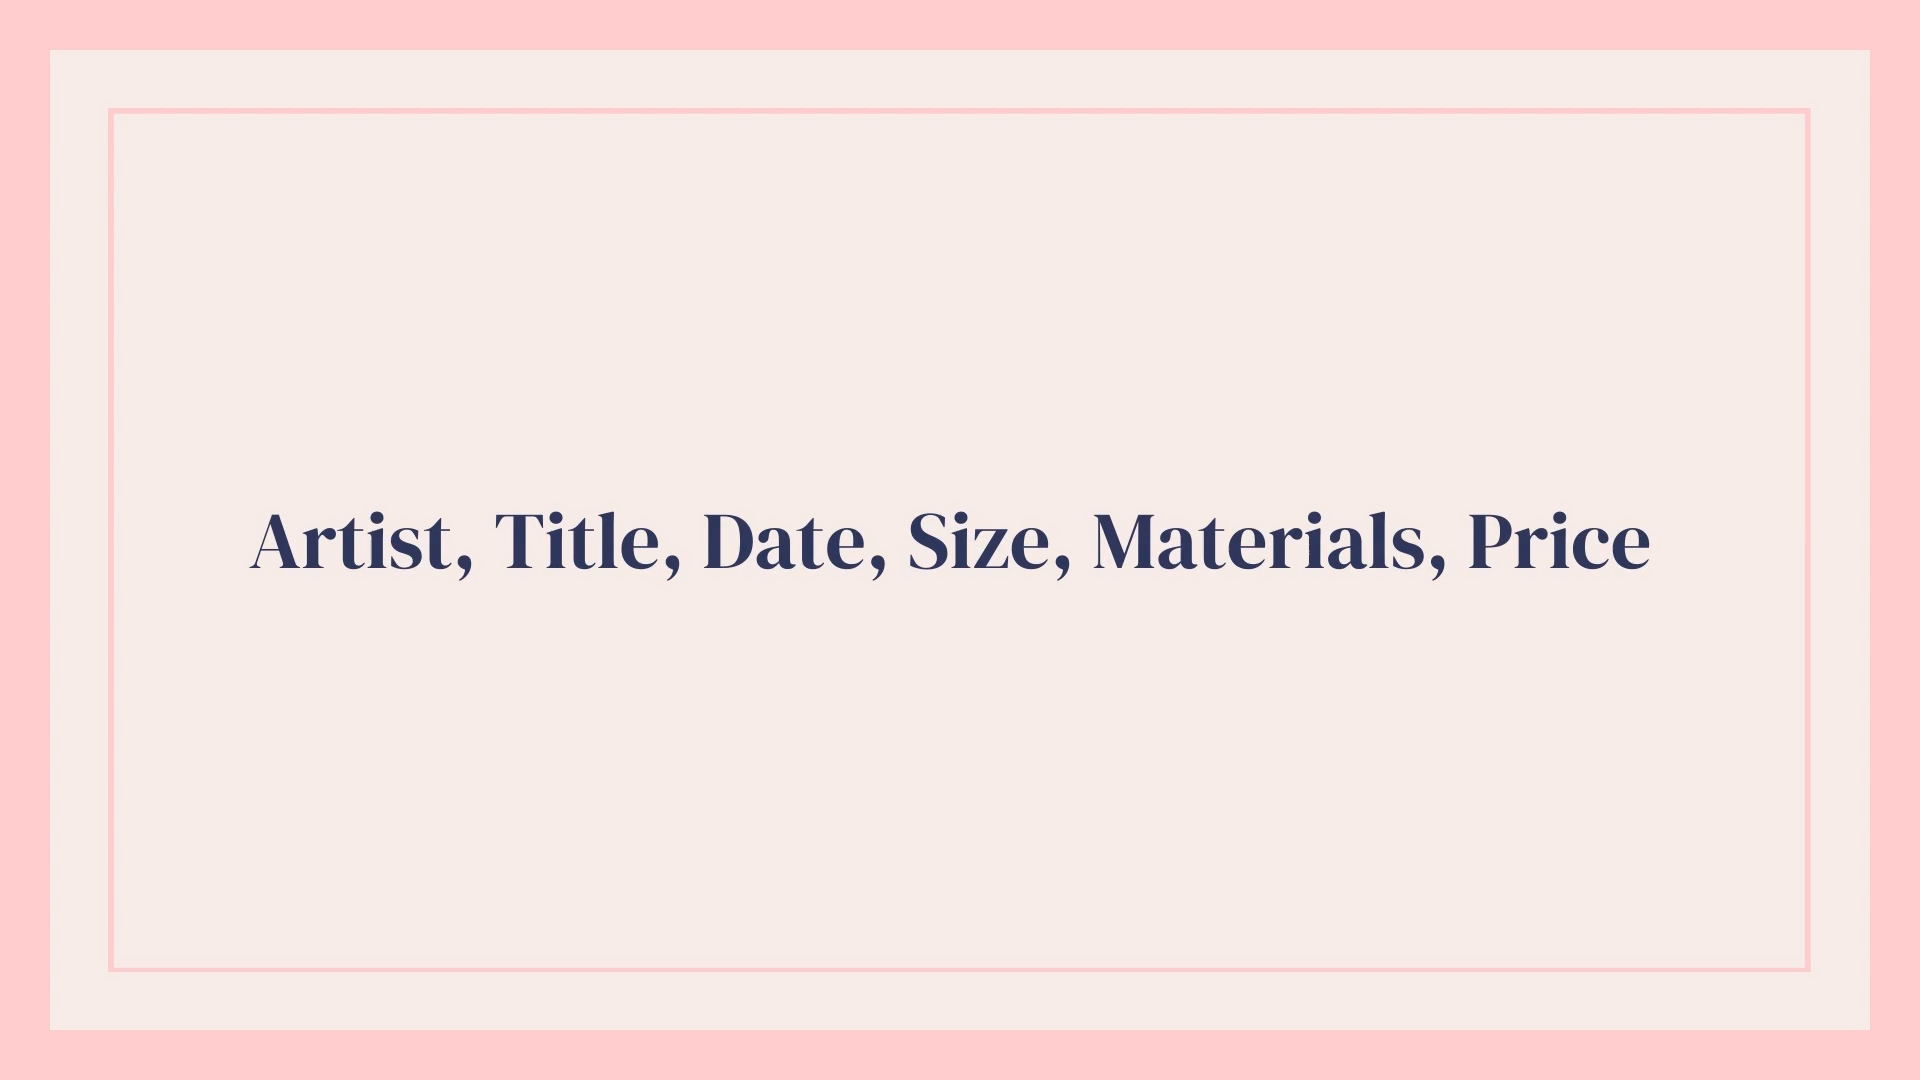 Artist, Title, Date, Size, Materials, Price